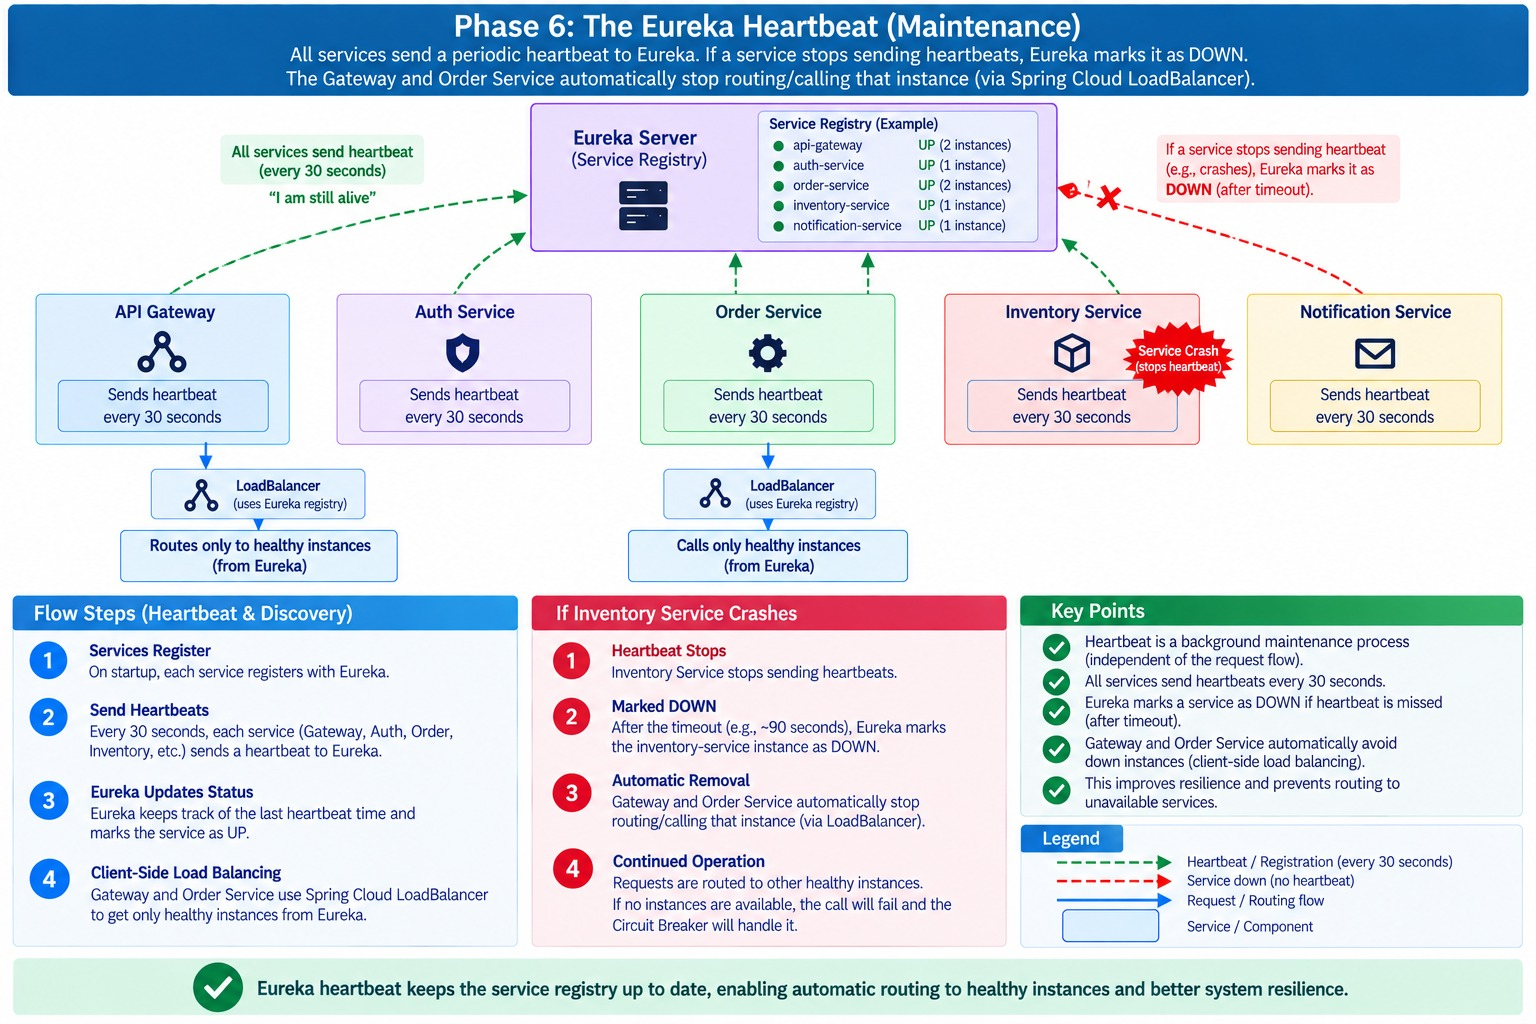 Phase 6: The Eureka Heartbeat (Maintenance)
All services send a periodic heartbeat to Eureka. If a service stops sending heartbeats, Eureka marks it as DOWN.
The Gateway and Order Service automatically stop routing/calling that instance (via Spring Cloud LoadBalancer).
All services send heartbeat
(every 30 seconds)
“I am still alive”
Eureka Server
(Service Registry)
Service Registry (Example)
api-gateway UP (2 instances)
auth-service UP (1 instance)
order-service UP (2 instances)
inventory-service UP (1 instance)
notification-service UP (1 instance)
If a service stops sending heartbeat
(e.g., crashes), Eureka marks it as
DOWN (after timeout).
API Gateway
Sends heartbeat
every 30 seconds
Auth Service
Sends heartbeat
every 30 seconds
Order Service
Sends heartbeat
every 30 seconds
Inventory Service
Service Crash
(stops heartbeat)
Sends heartbeat
every 30 seconds
Notification Service
Sends heartbeat
every 30 seconds
LoadBalancer
(uses Eureka registry)
Routes only to healthy instances
(from Eureka)
LoadBalancer
(uses Eureka registry)
Calls only healthy instances
(from Eureka)
Flow Steps (Heartbeat & Discovery)
1 Services Register
On startup, each service registers with Eureka.
2 Send Heartbeats
Every 30 seconds, each service (Gateway, Auth, Order,
Inventory, etc.) sends a heartbeat to Eureka.
3 Eureka Updates Status
Eureka keeps track of the last heartbeat time and
marks the service as UP.
4 Client-Side Load Balancing
Gateway and Order Service use Spring Cloud LoadBalancer
to get only healthy instances from Eureka.
If Inventory Service Crashes
1 Heartbeat Stops
Inventory Service stops sending heartbeats.
2 Marked DOWN
After the timeout (e.g., ~90 seconds), Eureka marks
the inventory-service instance as DOWN.
3 Automatic Removal
Gateway and Order Service automatically stop
routing/calling that instance (via LoadBalancer).
4 Continued Operation
Requests are routed to other healthy instances.
If no instances are available, the call will fail and the
Circuit Breaker will handle it.
Key Points
Heartbeat is a background maintenance process
(independent of the request flow).
All services send heartbeats every 30 seconds.
Eureka marks a service as DOWN if heartbeat is missed
(after timeout).
Gateway and Order Service automatically avoid
down instances (client-side load balancing).
This improves resilience and prevents routing to
unavailable services.
Legend
Heartbeat / Registration (every 30 seconds)
Service down (no heartbeat)
Request / Routing flow
Service / Component
Eureka heartbeat keeps the service registry up to date, enabling automatic routing to healthy instances and better system resilience.